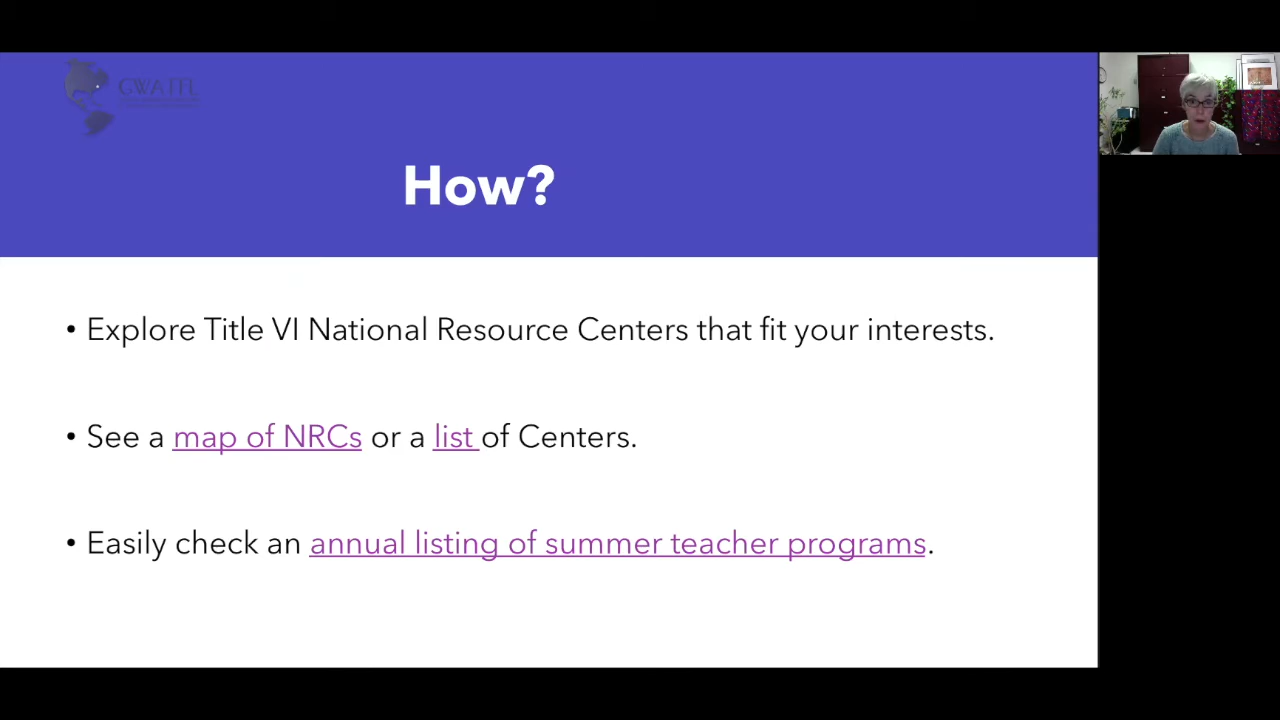 GWATFL
How?
• Explore Title VI National Resource Centers that fit your interests.
• See a map of NRCs or a list of Centers.
• Easily check an annual listing of summer teacher programs.